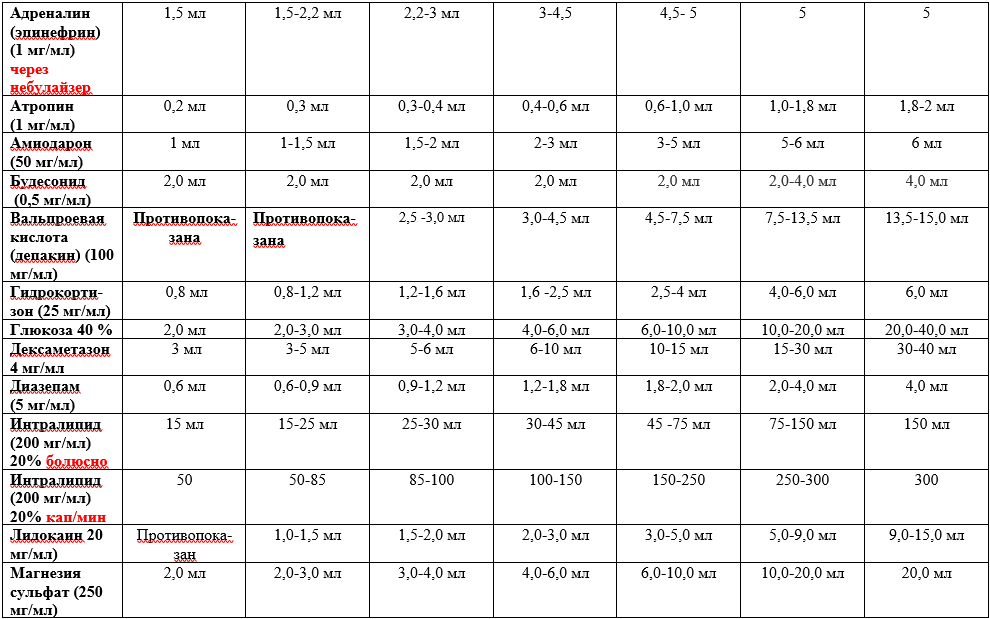 Адреналин (эпинефрин) (1 мг/мл) через небулайзер 1,5 мл 1,5-2,2 мл 2,2-3 мл 3-4,5 4,5- 5 5 5
Атропин (1 мг/мл) 0,2 мл 0,3 мл 0,3-0,4 мл 0,4-0,6 мл 0,6-1,0 мл 1,0-1,8 мл 1,8-2 мл
Амиодарон (50 мг/мл) 1 мл 1-1,5 мл 1,5-2 мл 2-3 мл 3-5 мл 5-6 мл 6 мл
Будесонид (0,5 мг/мл) 2,0 мл 2,0 мл 2,0 мл 2,0 мл 2,0 мл 2,0-4,0 мл 4,0 мл
Вальпроевая кислота (депакин) (100 мг/мл) Противопока-зана Противопока-зана 2,5 -3,0 мл 3,0-4,5 мл 4,5-7,5 мл 7,5-13,5 мл 13,5-15,0 мл
Гидрокорти-зон (25 мг/мл) 0,8 мл 0,8-1,2 мл 1,2-1,6 мл 1,6 -2,5 мл 2,5-4 мл 4,0-6,0 мл 6,0 мл
Глюкоза 40 % 2,0 мл 2,0-3,0 мл 3,0-4,0 мл 4,0-6,0 мл 6,0-10,0 мл 10,0-20,0 мл 20,0-40,0 мл
Дексаметазон 4 мг/мл 3 мл 3-5 мл 5-6 мл 6-10 мл 10-15 мл 15-30 мл 30-40 мл
Диазепам (5 мг/мл) 0,6 мл 0,6-0,9 мл 0,9-1,2 мл 1,2-1,8 мл 1,8-2,0 мл 2,0-4,0 мл 4,0 мл
Интралипид (200 мг/мл) 20% болюсно 15 мл 15-25 мл 25-30 мл 30-45 мл 45 -75 мл 75-150 мл 150 мл
Интралипид (200 мг/мл) 20% кап/мин 50 50-85 85-100 100-150 150-250 250-300 300
Лидокаин 20 мг/мл) Противопока-зан 1,0-1,5 мл 1,5-2,0 мл 2,0-3,0 мл 3,0-5,0 мл 5,0-9,0 мл 9,0-15,0 мл
Магнезия сульфат (250 мг/мл) 2,0 мл 2,0-3,0 мл 3,0-4,0 мл 4,0-6,0 мл 6,0-10,0 мл 10,0-20,0 мл 20,0 мл